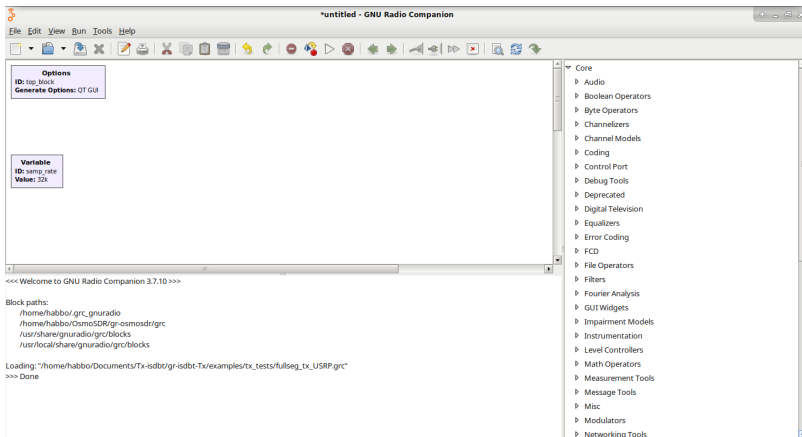 *untitled - GNU Radio Companion
File Edit View Run Tools Help
Options
ID: top_block
Generate Options: QT GUI
Variable
ID: samp_rate
Value: 32k
<<< Welcome to GNU Radio Companion 3.7.10 >>>
Block paths:
/home/habbo/.grc_gnuradio
/home/habbo/OsmoSDR/gr-osmosdr/grc
/usr/share/gnuradio/grc/blocks
/usr/local/share/gnuradio/grc/blocks
Loading: "/home/habbo/Documents/Tx-isdbt/gr-isdbt-Tx/examples/tx_tests/fullseg_tx_USRP.grc"
>>> Done
Core
Audio
Boolean Operators
Byte Operators
Channelizers
Channel Models
Coding
Control Port
Debug Tools
Deprecated
Digital Television
Equalizers
Error Coding
FCD
File Operators
Filters
Fourier Analysis
GUI Widgets
Impairment Models
Instrumentation
Level Controllers
Math Operators
Measurement Tools
Message Tools
Misc
Modulators
Networking Tools